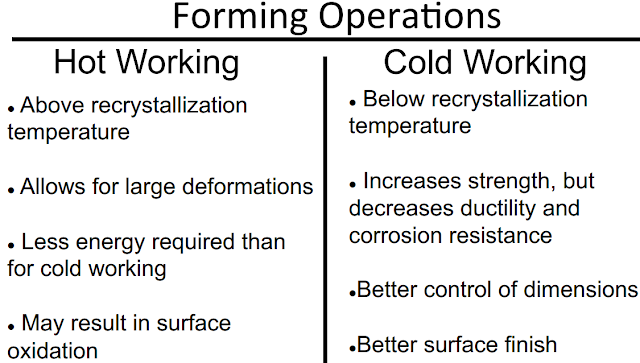 Forming Operations
Hot Working
• Above recrystallization
temperature
• Allows for large deformations
• Less energy required than
for cold working
• May result in surface
oxidation
Cold Working
• Below recrystallization
temperature
• Increases strength, but
decreases ductility and
corrosion resistance
•Better control of dimensions
•Better surface finish